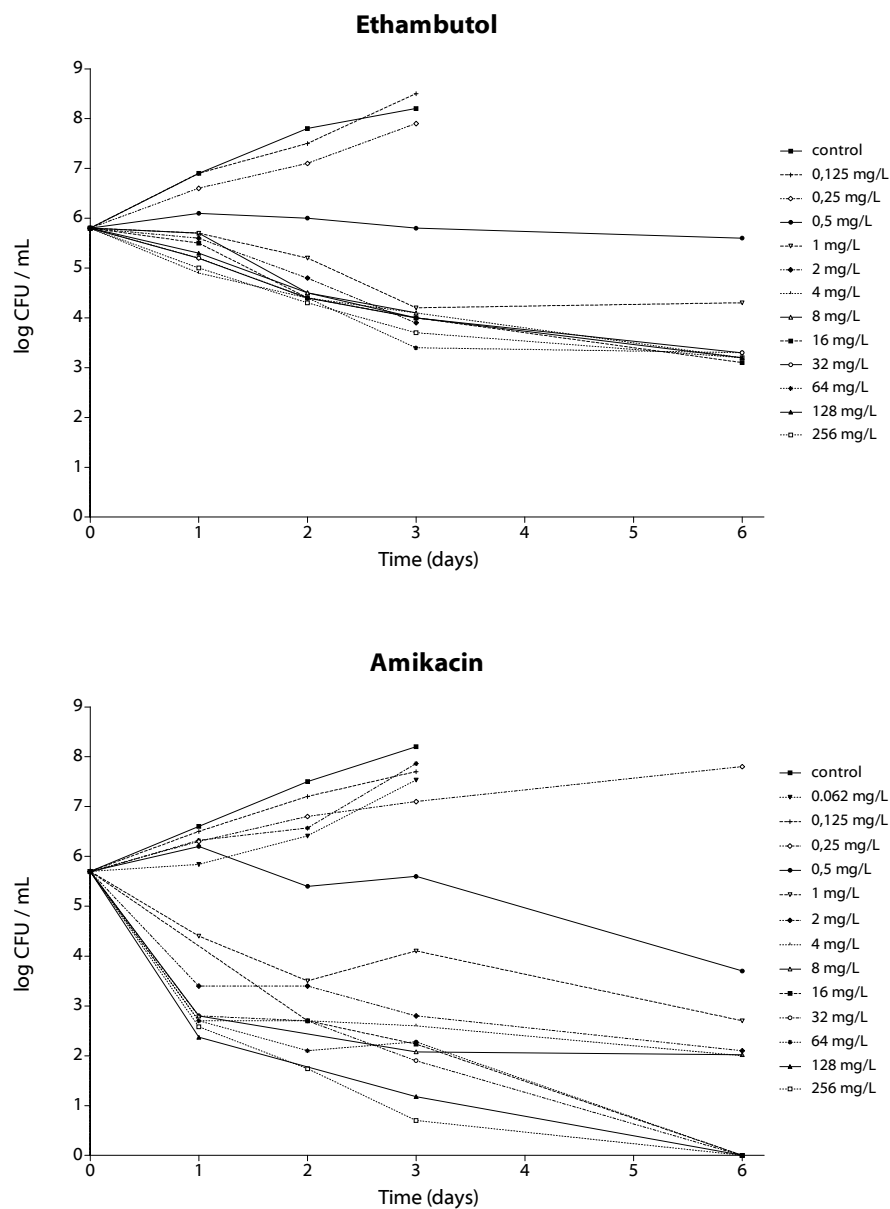 Ethambutol
9
8
7
6
5
4
3
2
1
0
log CFU / mL
0 1 2 3 4 5 6
Time (days)
control
0,125 mg/L
0,25 mg/L
0,5 mg/L
1 mg/L
2 mg/L
4 mg/L
8 mg/L
16 mg/L
32 mg/L
64 mg/L
128 mg/L
256 mg/L
Amikacin
9
8
7
6
5
4
3
2
1
0
log CFU / mL
0 1 2 3 4 5 6
Time (days)
control
0.062 mg/L
0,125 mg/L
0,25 mg/L
0,5 mg/L
1 mg/L
2 mg/L
4 mg/L
8 mg/L
16 mg/L
32 mg/L
64 mg/L
128 mg/L
256 mg/L